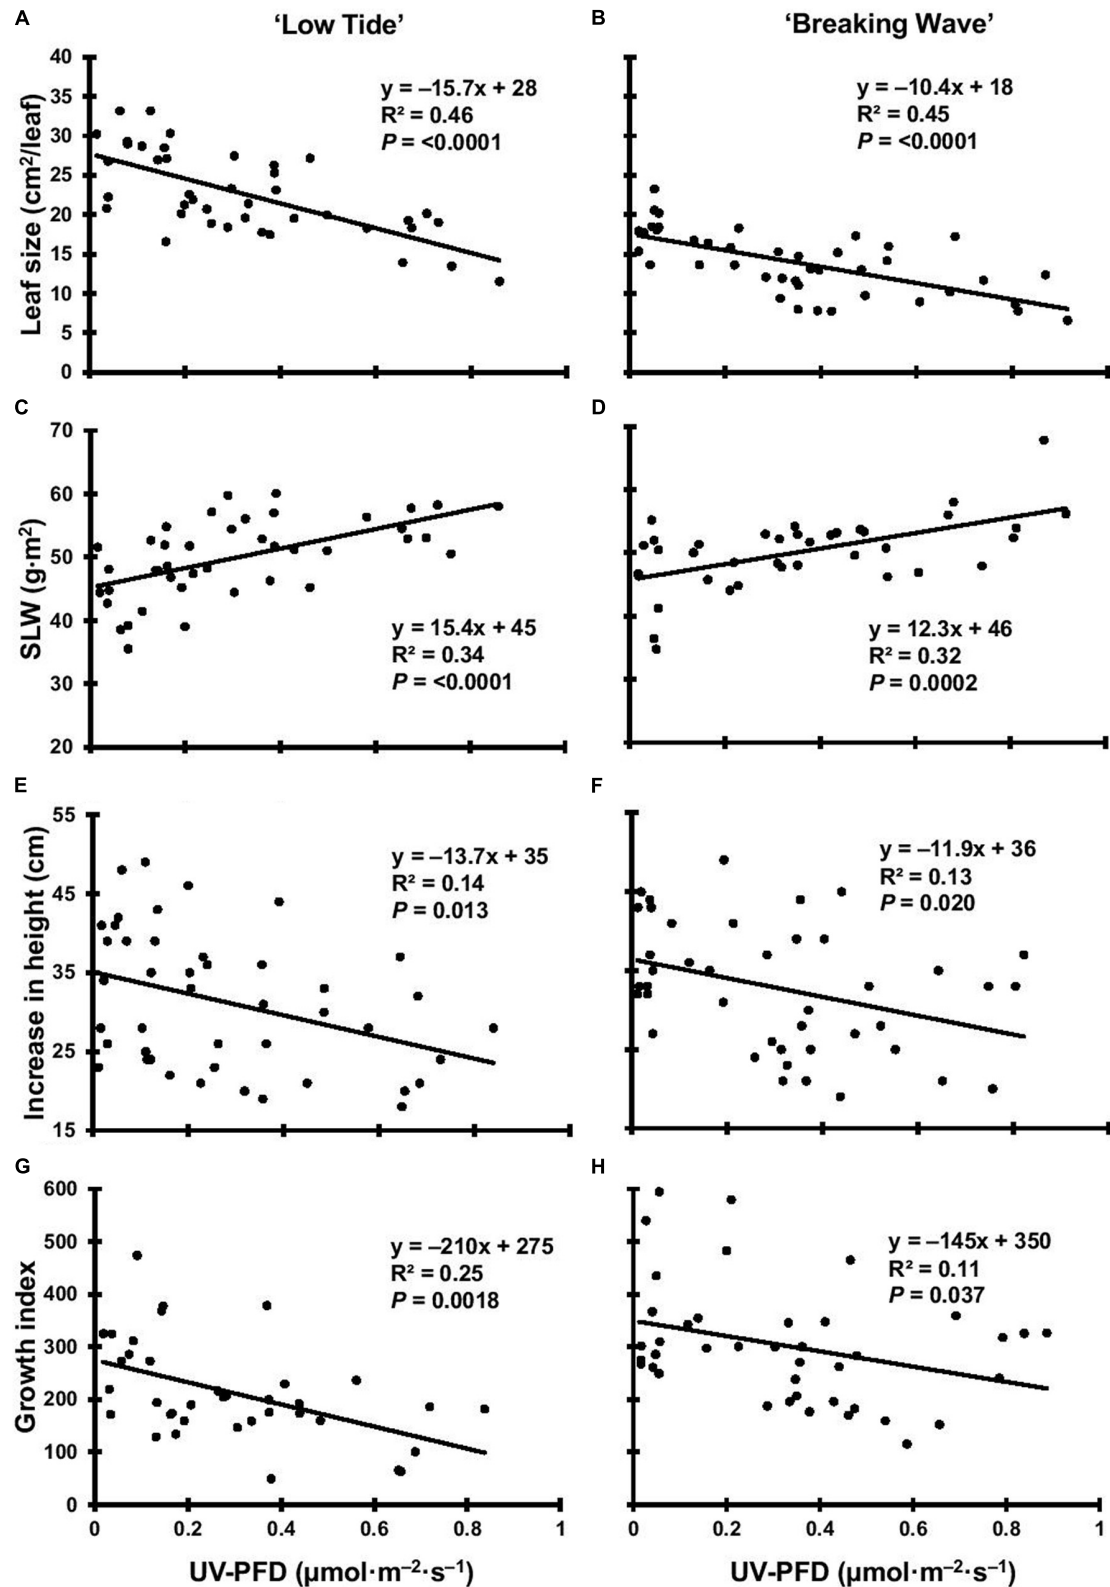 A
'Low Tide'
B
'Breaking Wave'
Leaf size (cm²/leaf)
40
35
30
25
20
15
10
5
0
y = –15.7x + 28
R² = 0.46
P = <0.0001
y = –10.4x + 18
R² = 0.45
P = <0.0001
C
D
SLW (g·m²)
70
60
50
40
30
20
y = 15.4x + 45
R² = 0.34
P = <0.0001
y = 12.3x + 46
R² = 0.32
P = 0.0002
E
F
Increase in height (cm)
55
45
35
25
15
y = –13.7x + 35
R² = 0.14
P = 0.013
y = –11.9x + 36
R² = 0.13
P = 0.020
G
H
Growth index
600
500
400
300
200
100
0
y = –210x + 275
R² = 0.25
P = 0.0018
y = –145x + 350
R² = 0.11
P = 0.037
0 0.2 0.4 0.6 0.8 1
0 0.2 0.4 0.6 0.8 1
UV-PFD (µmol·m⁻²·s⁻¹)
UV-PFD (µmol·m⁻²·s⁻¹)